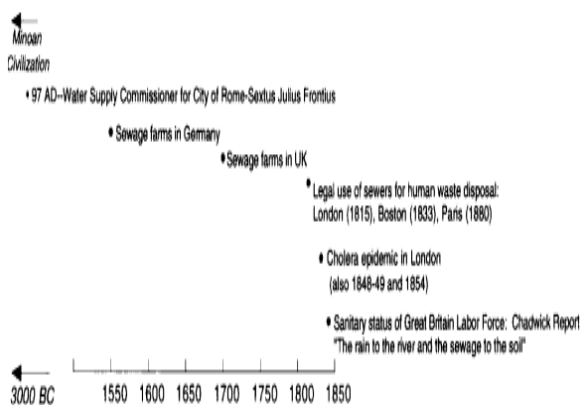 Minoan
Civilization
• 97 AD--Water Supply Commissioner for City of Rome-Sextus Julius Frontius
• Sewage farms in Germany
• Sewage farms in UK
• Legal use of sewers for human waste disposal:
London (1815), Boston (1833), Paris (1880)
• Cholera epidemic in London
(also 1848-49 and 1854)
• Sanitary status of Great Britain Labor Force: Chadwick Report
"The rain to the river and the sewage to the soil"
3000 BC 1550 1600 1650 1700 1750 1800 1850